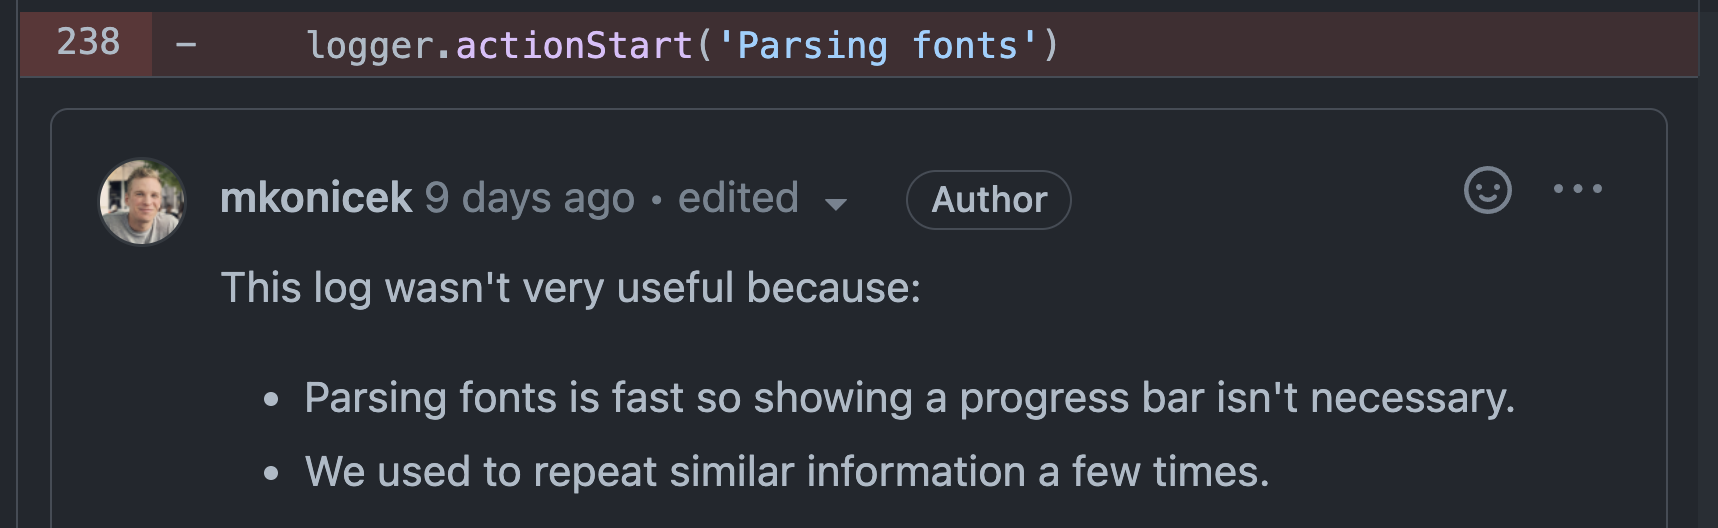 238 - logger.actionStart('Parsing fonts')
mkonicek 9 days ago • edited Author
This log wasn't very useful because:
• Parsing fonts is fast so showing a progress bar isn't necessary.
• We used to repeat similar information a few times.